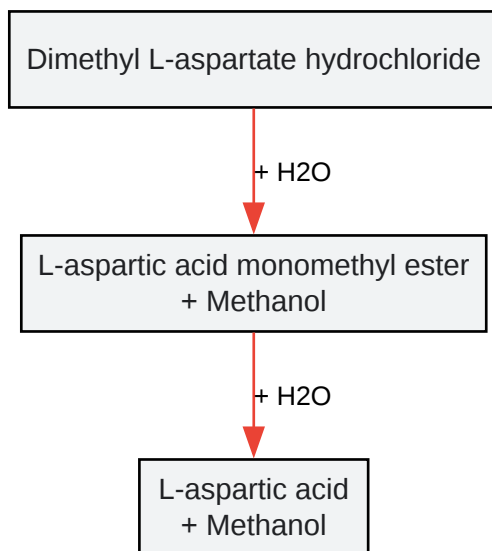 Dimethyl L-aspartate hydrochloride
+ H2O
L-aspartic acid monomethyl ester
+ Methanol
+ H2O
L-aspartic acid
+ Methanol